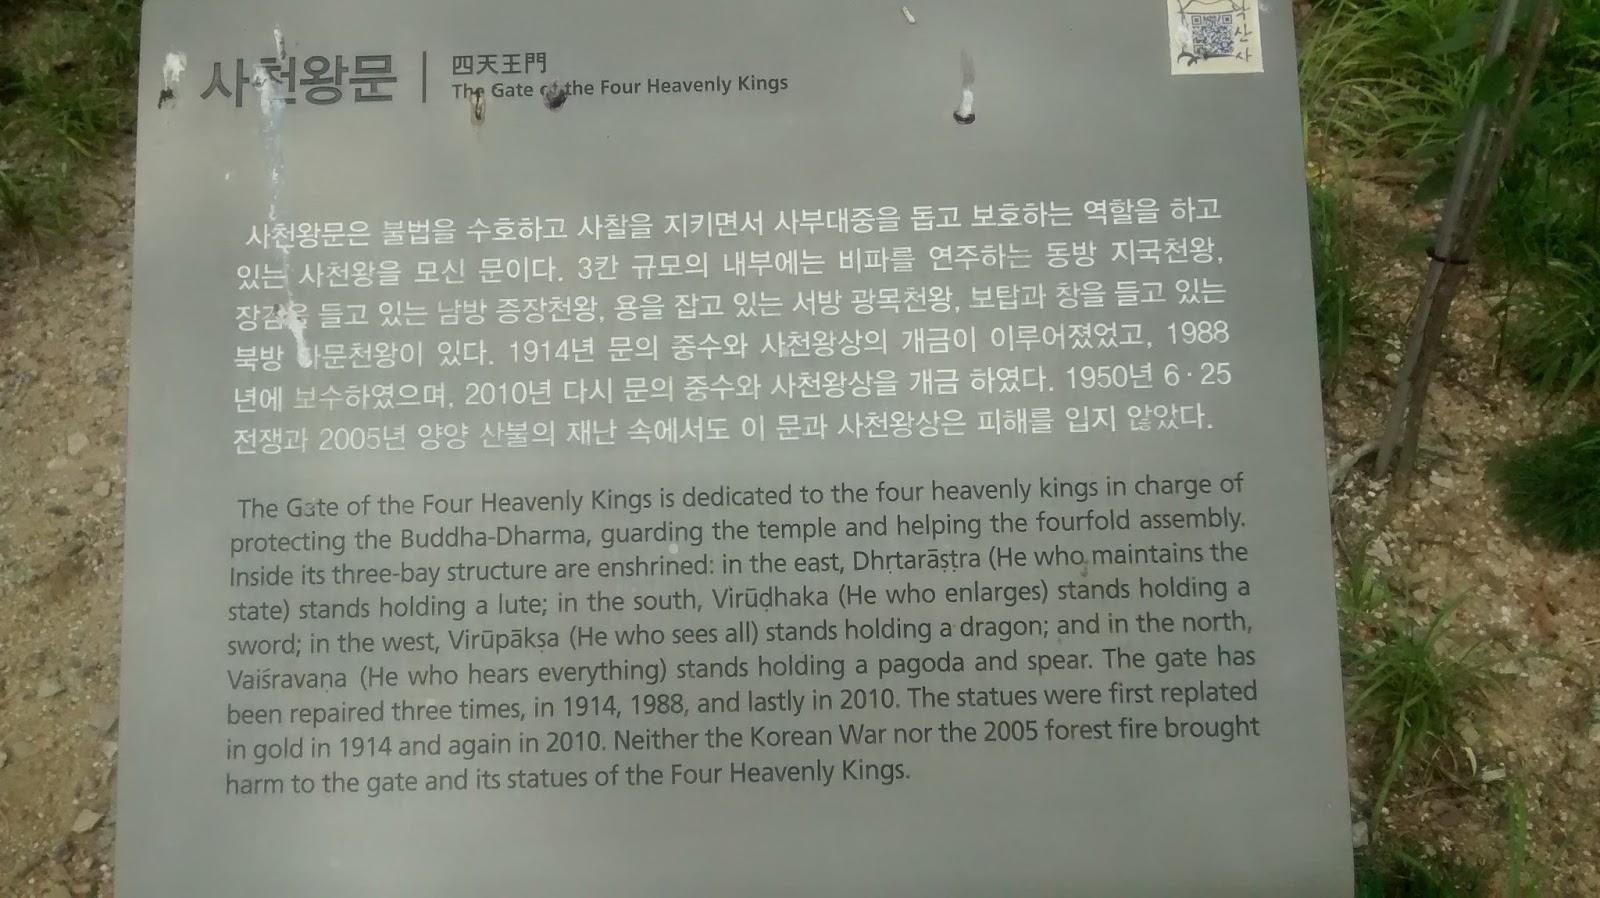 사천왕문
四天王門
The Gate of the Four Heavenly Kings
낙산사
사천왕문은 불법을 수호하고 사찰을 지키면서 사부대중을 돕고 보호하는 역할을 하고
있는 사천왕을 모신 문이다. 3칸 규모의 내부에는 비파를 연주하는 동방 지국천왕,
장검을 들고 있는 남방 증장천왕, 용을 잡고 있는 서방 광목천왕, 보탑과 창을 들고 있는
북방 다문천왕이 있다. 1914년 문의 중수와 사천왕상의 개금이 이루어졌었고, 1988
년에 보수하였으며, 2010년 다시 문의 중수와 사천왕상을 개금 하였다. 1950년 6·25
전쟁과 2005년 양양 산불의 재난 속에서도 이 문과 사천왕상은 피해를 입지 않았다.
The Gate of the Four Heavenly Kings is dedicated to the four heavenly kings in charge of
protecting the Buddha-Dharma, guarding the temple and helping the fourfold assembly.
Inside its three-bay structure are enshrined: in the east, Dhṛtarāṣṭra (He who maintains the
state) stands holding a lute; in the south, Virūḍhaka (He who enlarges) stands holding a
sword; in the west, Virūpākṣa (He who sees all) stands holding a dragon; and in the north,
Vaiśravaṇa (He who hears everything) stands holding a pagoda and spear. The gate has
been repaired three times, in 1914, 1988, and lastly in 2010. The statues were first replated
in gold in 1914 and again in 2010. Neither the Korean War nor the 2005 forest fire brought
harm to the gate and its statues of the Four Heavenly Kings.